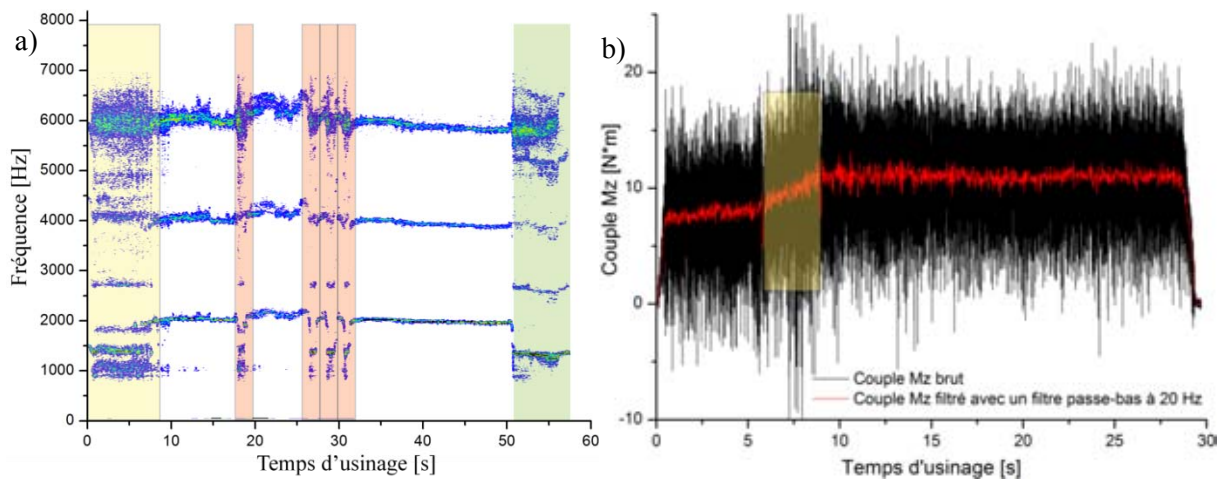 a)
8000
7000
6000
5000
4000
3000
2000
1000
0
Fréquence [Hz]
0 10 20 30 40 50 60
Temps d’usinage [s]
b)
20
10
0
-10
Couple Mz [N*m]
Couple Mz brut
Couple Mz filtré avec un filtre passe-bas à 20 Hz
0 5 10 15 20 25 30
Temps d'usinage [s]